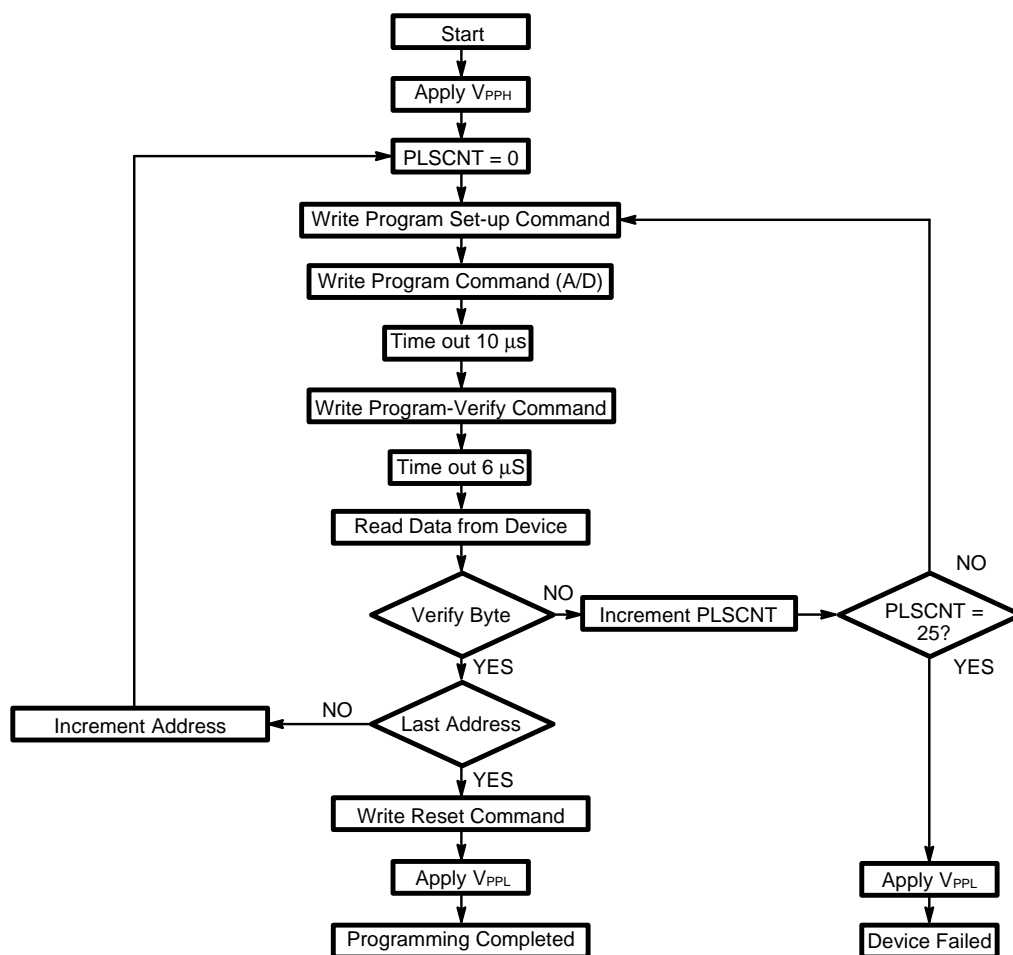 Start
Apply VPPH
PLSCNT = 0
Write Program Set-up Command
Write Program Command (A/D)
Time out 10 μs
Write Program-Verify Command
Time out 6 μS
Read Data from Device
Verify Byte
NO
Increment PLSCNT
PLSCNT =
25?
NO
YES
YES
Last Address
NO
Increment Address
YES
Write Reset Command
Apply VPPL
Programming Completed
Apply VPPL
Device Failed